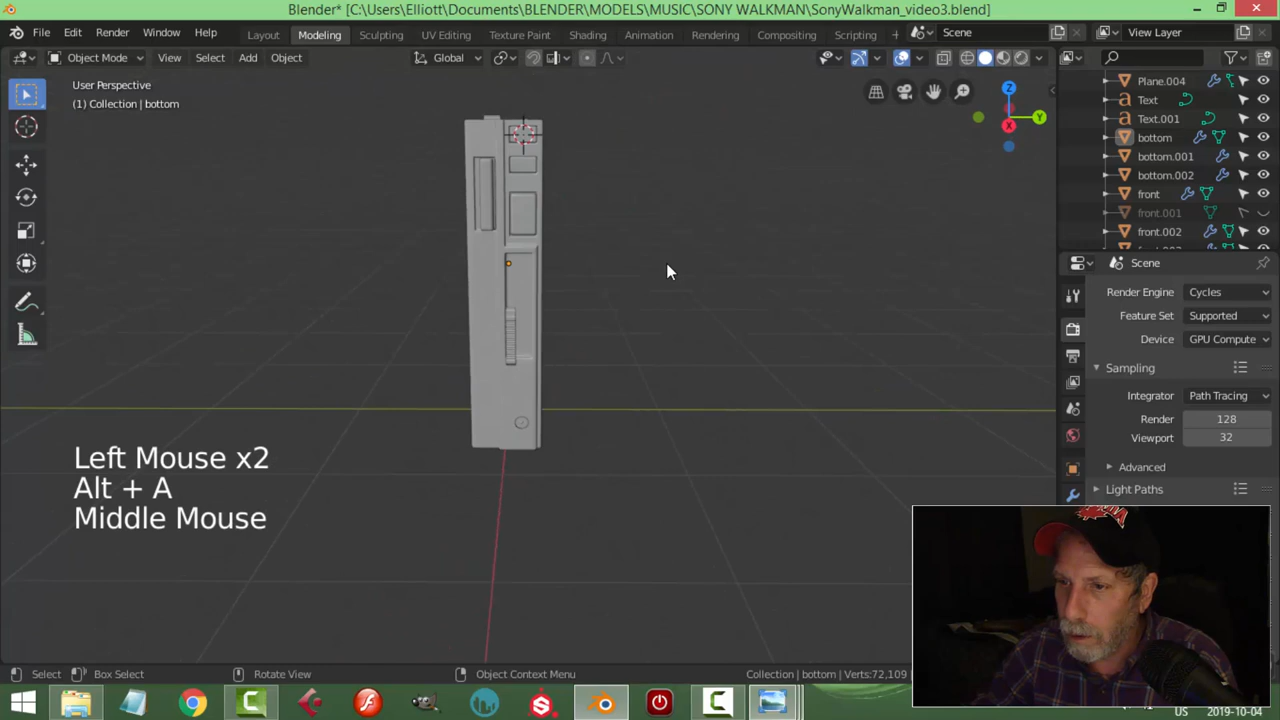 Blender* [C:\Users\Elliott\Documents\BLENDER\MODELS\MUSIC\SONY WALKMAN\SonyWalkman_video3.blend]
File Edit Render Window Help
Layout Modeling Sculpting UV Editing Texture Paint Shading Animation Rendering Compositing Scripting
Scene
View Layer
Object Mode
View Select Add Object
Global
User Perspective
(1) Collection | bottom
Z
Y
X
Plane.004
Text
Text.001
bottom
bottom.001
bottom.002
front
front.001
front.002
Scene
Render Engine Cycles
Feature Set Supported
Device GPU Compute
Sampling
Integrator Path Tracing
Render 128
Viewport 32
Advanced
Light Paths
Left Mouse x2
Alt + A
Middle Mouse
Select Box Select Rotate View Object Context Menu
Collection | bottom | Verts:72,109
US
2019-10-04